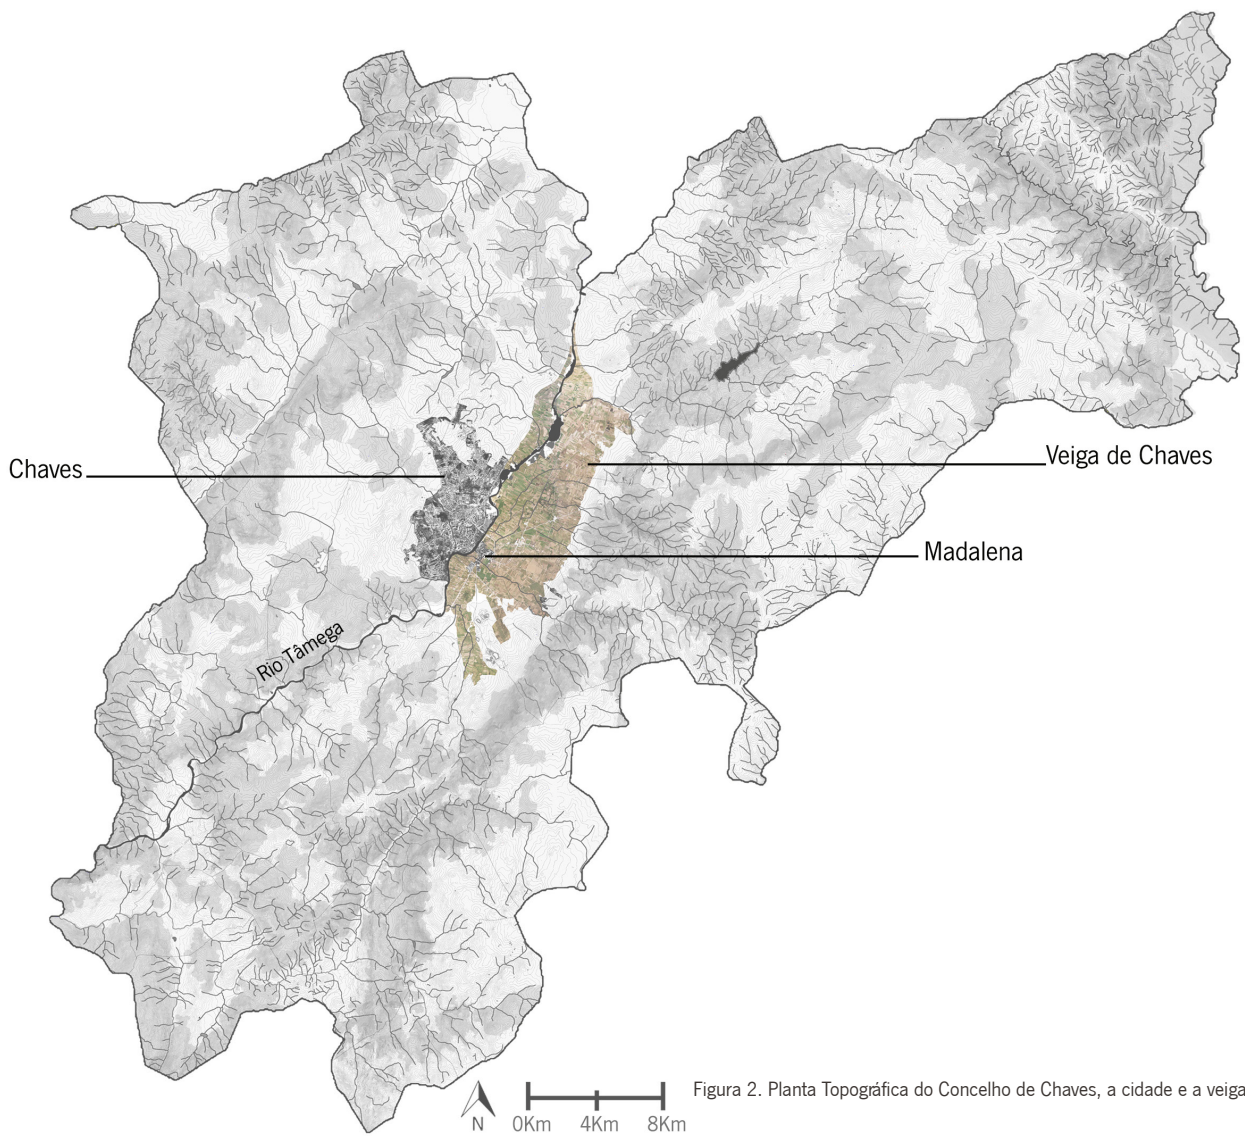 Chaves
Veiga de Chaves
Madalena
Rio Tâmega
N
0Km 4Km 8Km
Figura 2. Planta Topográfica do Concelho de Chaves, a cidade e a veiga